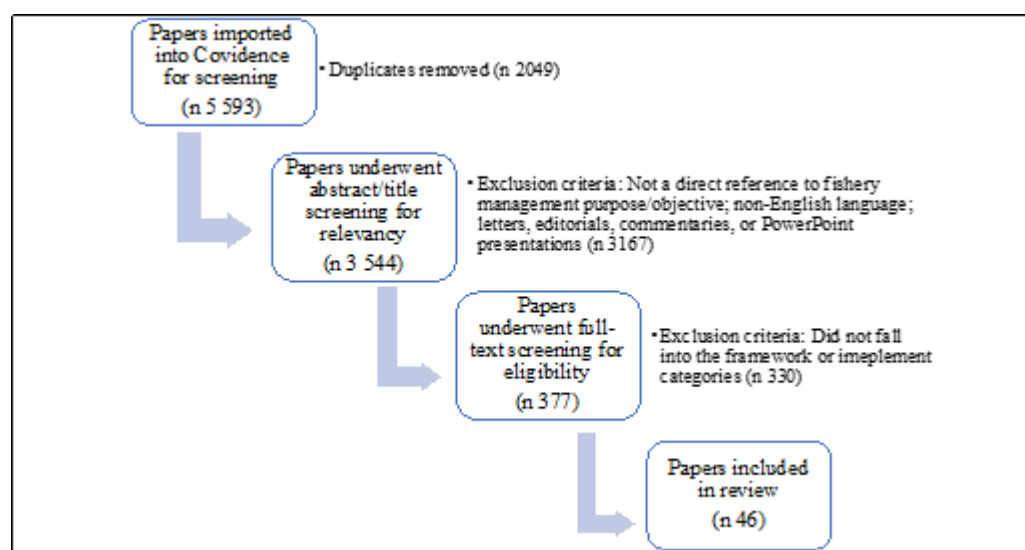 Papers imported
into Covidence
for screening
(n 5 593)
• Duplicates removed (n 2049)
Papers underwent
abstract/title
screening for
relevancy
(n 3 544)
• Exclusion criteria: Not a direct reference to fishery
management purpose/objective; non-English language;
letters, editorials, commentaries, or PowerPoint
presentations (n 3167)
Papers
underwent full-
text screening for
eligibility
(n 377)
• Exclusion criteria: Did not fall
into the framework or imeplement
categories (n 330)
Papers included
in review
(n 46)